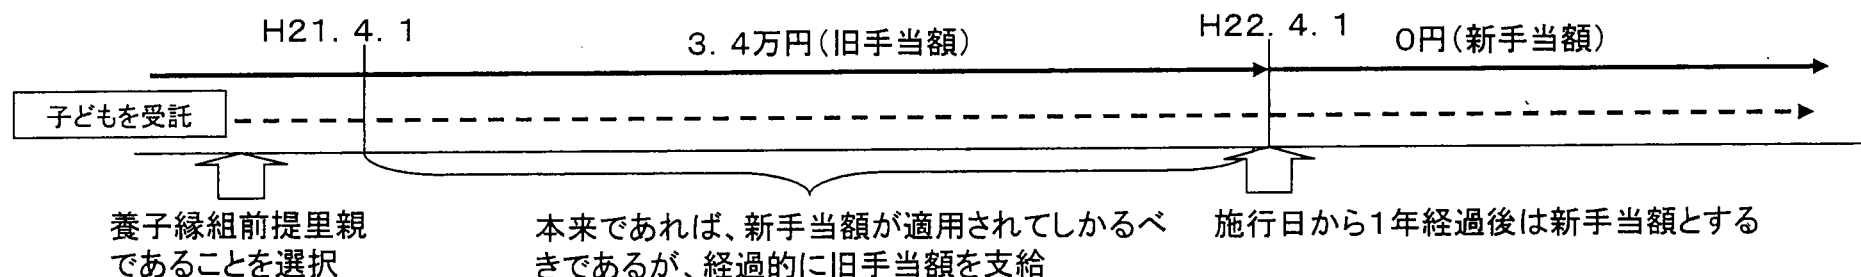 H21.4.1
3.4万円(旧手当額)
H22.4.1
0円(新手当額)
子どもを受託
養子縁組前提里親
であることを選択
本来であれば、新手当額が適用されてしかるべ
きであるが、経過的に旧手当額を支給
施行日から1年経過後は新手当額とする